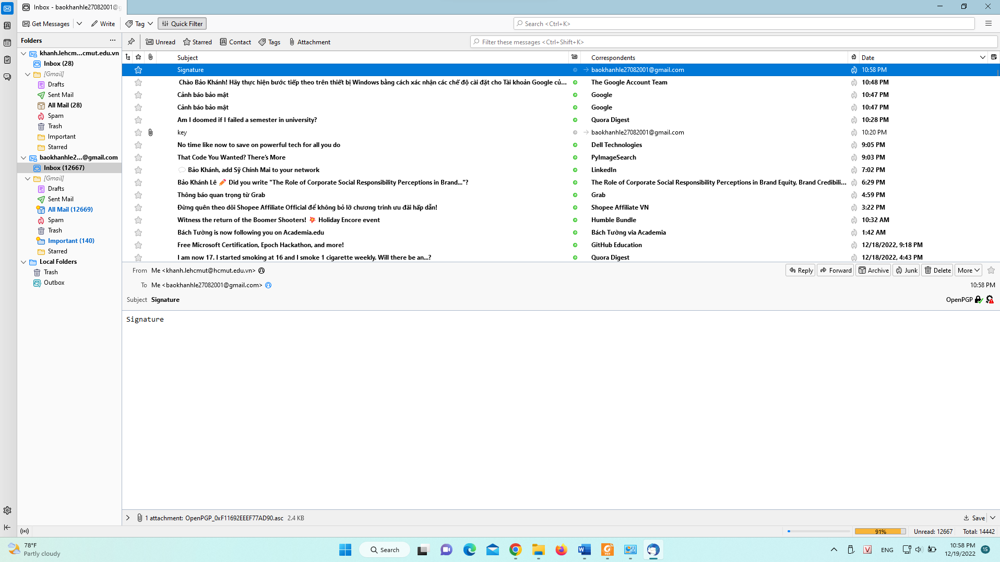 Inbox - baokhanhle27082001@g
Get Messages
Write
Tag
Quick Filter
Search <Ctrl+K>
Folders
Unread
Starred
Contact
Tags
Attachment
Filter these messages <Ctrl+Shift+K>
khanh.lehcm...cmut.edu.vn
Inbox (28)
[Gmail]
Drafts
Sent Mail
All Mail (28)
Spam
Trash
Important
Starred
baokhanhle2...@gmail.com
Inbox (12667)
[Gmail]
Drafts
Sent Mail
All Mail (12669)
Spam
Trash
Important (140)
Starred
Local Folders
Trash
Outbox
Subject Correspondents Date
Signature baokhanhle27082001@gmail.com 10:58 PM
Chào Bảo Khánh! Hãy thực hiện bước tiếp theo trên thiết bị Windows bằng cách xác nhận các chế độ cài đặt cho Tài khoản Google củ... The Google Account Team 10:48 PM
Cảnh báo bảo mật Google 10:47 PM
Cảnh báo bảo mật Google 10:47 PM
Am I doomed if I failed a semester in university? Quora Digest 10:28 PM
key baokhanhle27082001@gmail.com 10:20 PM
No time like now to save on powerful tech for all you do Dell Technologies 9:05 PM
That Code You Wanted? There’s More PyImageSearch 9:03 PM
Bảo Khánh, add Sỹ Chính Mai to your network LinkedIn 7:02 PM
Bảo Khánh Lê ✏️ Did you write "The Role of Corporate Social Responsibility Perceptions in Brand..."? The Role of Corporate Social Responsibility Perceptions in Brand Equity, Brand Credibili... 6:29 PM
Thông báo quan trọng từ Grab Grab 4:59 PM
Đừng quên theo dõi Shopee Affiliate Official để không bỏ lỡ chương trình ưu đãi hấp dẫn! Shopee Affiliate VN 3:22 PM
Witness the return of the Boomer Shooters! 💥 Holiday Encore event Humble Bundle 10:32 AM
Bách Tường is now following you on Academia.edu Bách Tường via Academia 1:42 AM
Free Microsoft Certification, Epoch Hackathon, and more! GitHub Education 12/18/2022, 9:18 PM
I am now 17. I started smoking at 16 and I smoke 1 cigarette weekly. Will there be an...? Quora Digest 12/18/2022, 4:43 PM
From Me <khanh.lehcmut@hcmut.edu.vn>
Reply Forward Archive Junk Delete More
To Me <baokhanhle27082001@gmail.com> 10:58 PM
Subject Signature OpenPGP
Signature
1 attachment: OpenPGP_0xF11692EEEF77AD90.asc 2.4 KB
Save
91% Unread: 12667 Total: 14442
78°F
Partly cloudy
Search
ENG
10:58 PM
12/19/2022
15